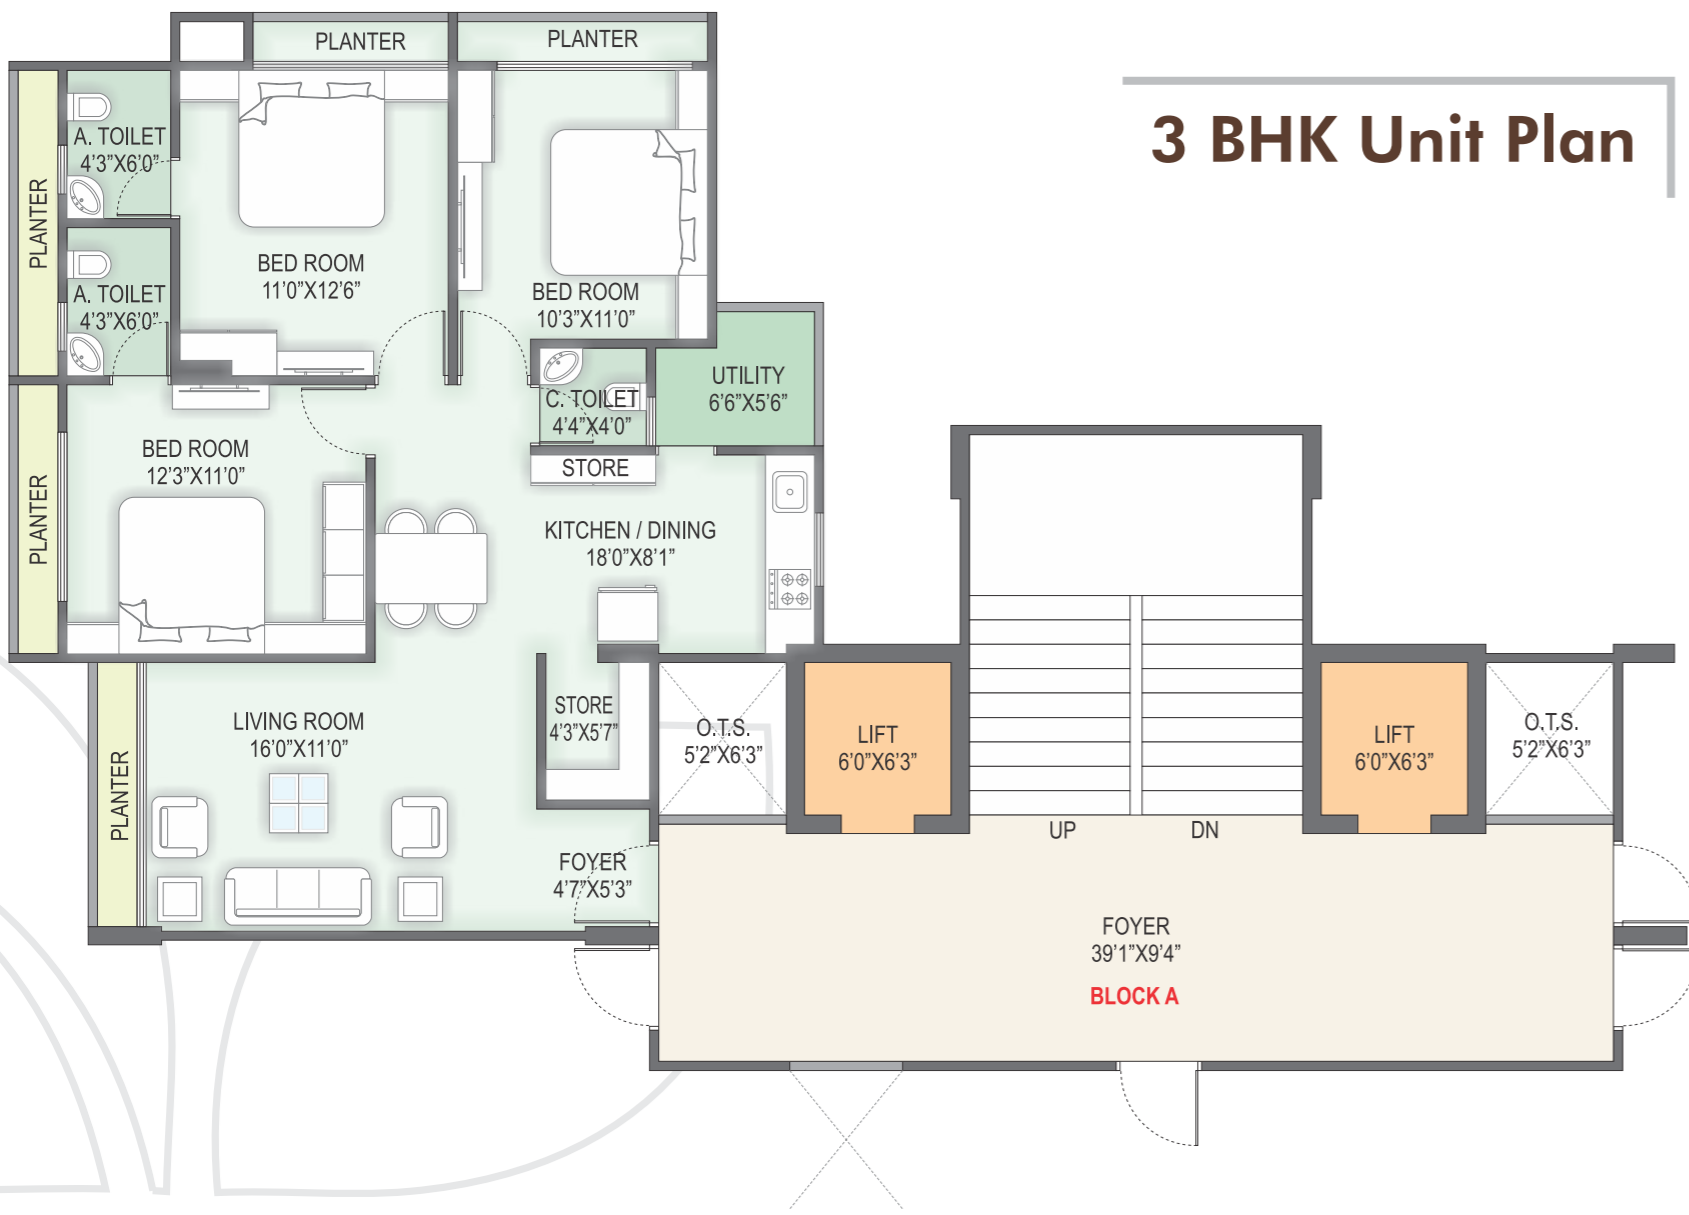 3 BHK Unit Plan
PLANTER
PLANTER
A. TOILET
4'3"X6'0"
PLANTER
BED ROOM
11'0"X12'6"
BED ROOM
10'3"X11'0"
A. TOILET
4'3"X6'0"
UTILITY
6'6"X5'6"
C. TOILET
4'4"X4'0"
BED ROOM
12'3"X11'0"
STORE
PLANTER
KITCHEN / DINING
18'0"X8'1"
LIVING ROOM
16'0"X11'0"
STORE
4'3"X5'7"
O.T.S.
5'2"X6'3"
LIFT
6'0"X6'3"
LIFT
6'0"X6'3"
O.T.S.
5'2"X6'3"
PLANTER
UP
DN
FOYER
4'7"X5'3"
FOYER
39'1"X9'4"
BLOCK A